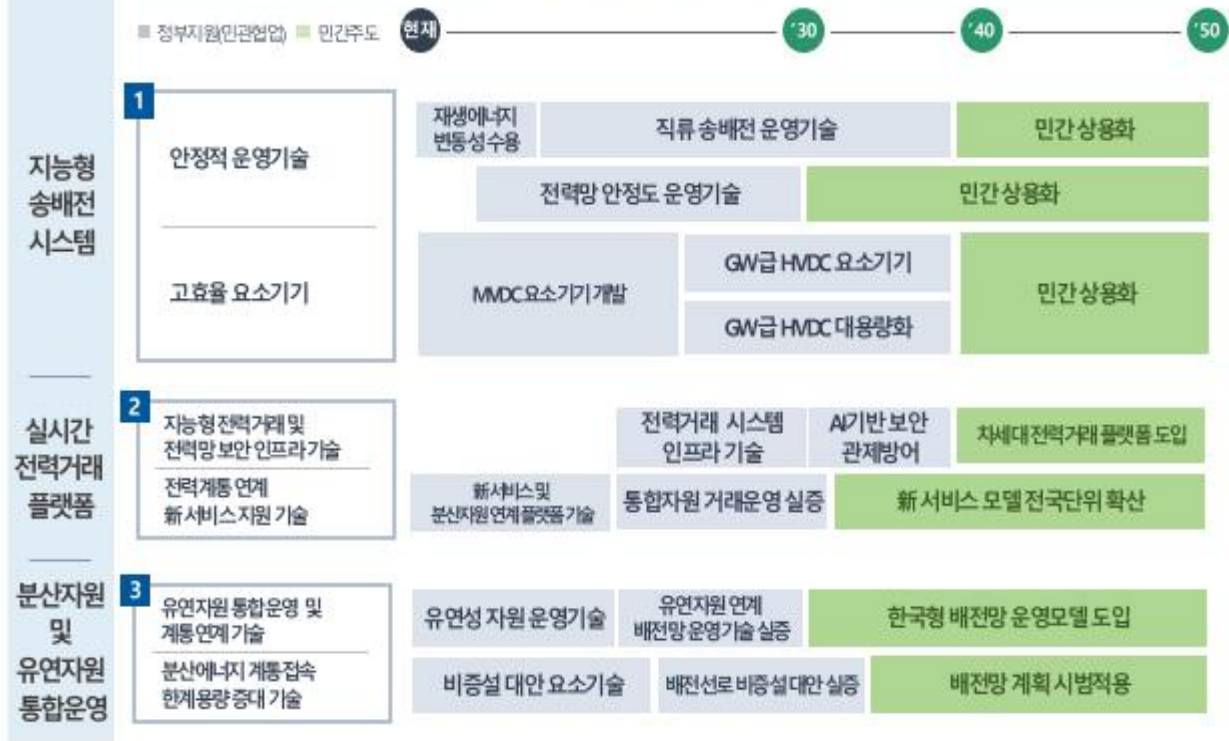 ■ 정부지원(민관협업) ■ 민간주도
현재
'30
'40
'50
지능형
송배전
시스템
1
안정적 운영기술
고효율 요소기기
재생에너지
변동성 수용
직류 송배전 운영기술
민간 상용화
전력망 안정도 운영기술
민간 상용화
MVDC 요소기기 개발
GW급 HVDC 요소기기
GW급 HVDC 대용량화
민간 상용화
실시간
전력거래
플랫폼
2
지능형 전력거래 및
전력망 보안 인프라 기술
전력계통 연계
新 서비스 지원 기술
전력거래 시스템
인프라 기술
AI기반 보안
관제방어
차세대 전력거래 플랫폼 도입
新서비스 및
분산자원 연계 플랫폼 기술
통합자원 거래운영 실증
新 서비스 모델 전국단위 확산
분산자원
및
유연자원
통합운영
3
유연자원 통합운영 및
계통연계 기술
분산에너지 계통 접속
한계용량 증대 기술
유연성 자원 운영기술
유연자원 연계
배전망 운영기술 실증
한국형 배전망 운영모델 도입
비증설 대안 요소기술
배전선로 비증설 대안 실증
배전망 계획 시범적용